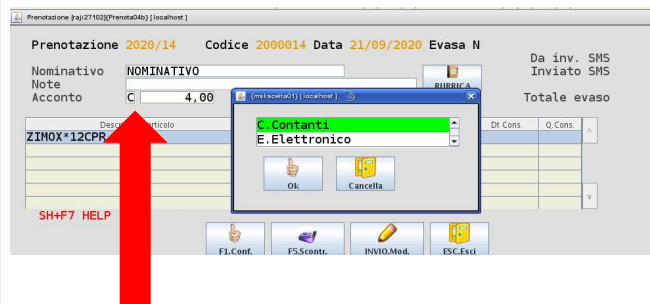 Prenotazione [raji27102](Prenota04b) [localhost]
Prenotazione 2020/14 Codice 2000014 Data 21/09/2020 Evasa N
Da inv. SMS
Nominativo NOMINATIVO Inviato SMS
Note RUBRICA
Acconto C 4,00 Totale evaso
(mskscelta01) [localhost]
C.Contanti
E.Elettronico
Ok Cancella
Dt Cons. Q.Cons.
ZIMOX*12CPR
SH+F7 HELP
F1.Conf. F5.Scontr. INVIO.Mod. ESC.Esci